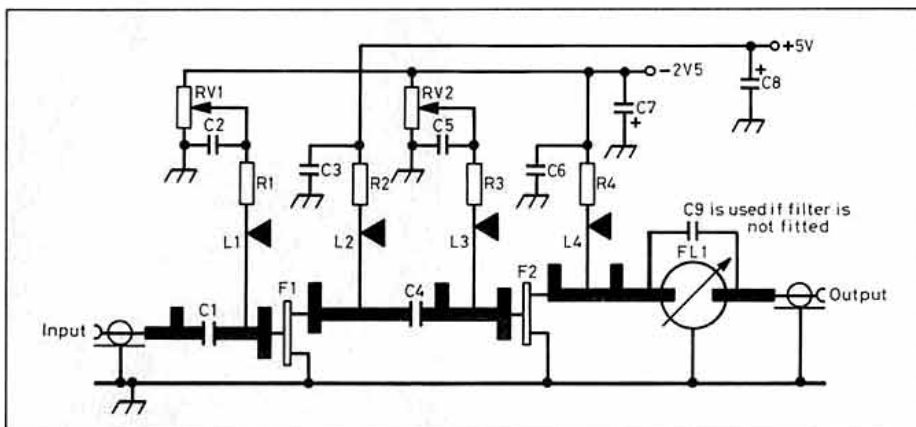 +5V
-2V5
RV1
RV2
C7
C8
C2
C5
C3
C6
R1
R2
R3
R4
C9 is used if filter is
not fitted
L1
L2
L3
L4
FL1
F1
F2
C4
C1
Input
Output
+
+